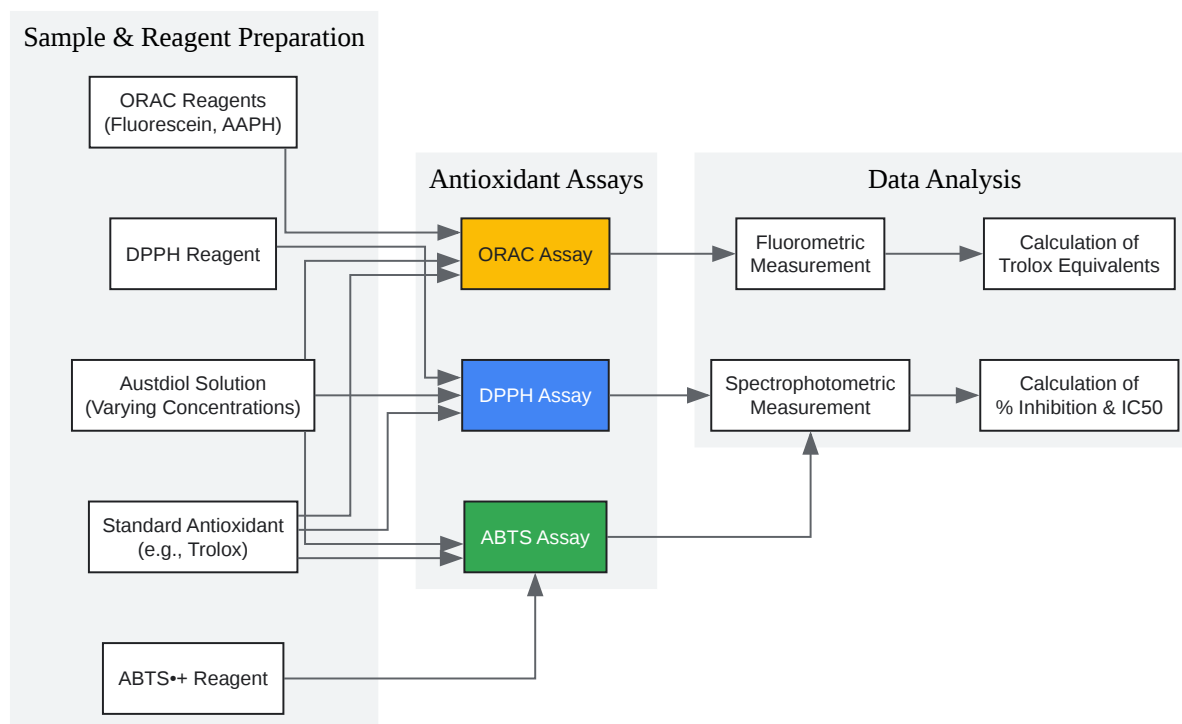 Sample & Reagent Preparation
ORAC Reagents
(Fluorescein, AAPH)
DPPH Reagent
Austdiol Solution
(Varying Concentrations)
Standard Antioxidant
(e.g., Trolox)
ABTS•+ Reagent
Antioxidant Assays
ORAC Assay
DPPH Assay
ABTS Assay
Data Analysis
Fluorometric
Measurement
Calculation of
Trolox Equivalents
Spectrophotometric
Measurement
Calculation of
% Inhibition & IC50